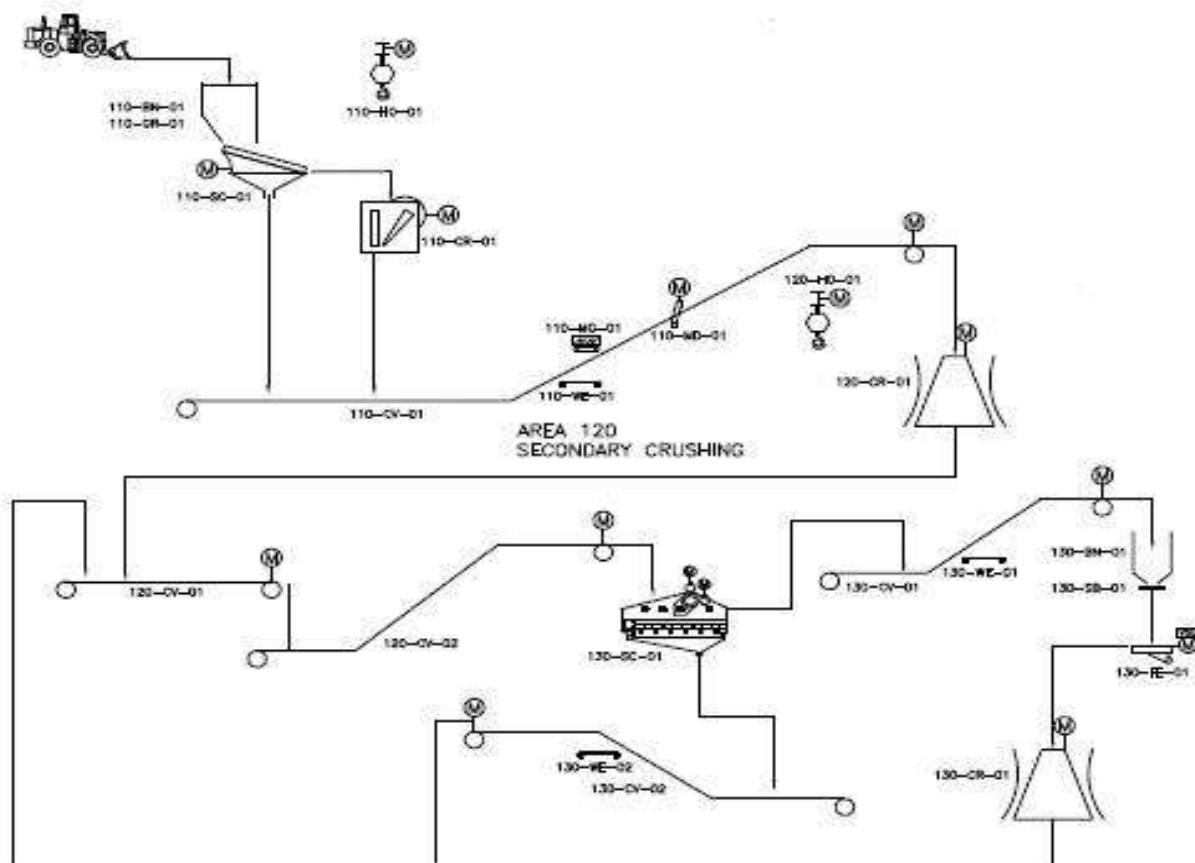 110-BN-01
110-GR-01
M
110-HO-01
M
110-SC-01
M
110-CR-01
M
120-HO-01
M
M
110-MG-01
110-MD-01
110-WE-01
110-CV-01
M
120-CR-01
AREA 120
SECONDARY CRUSHING
M
120-CV-01
M
120-CV-02
130-SC-01
M
130-CV-01
130-WE-01
130-BN-01
130-SB-01
M
130-FE-01
M
130-WE-02
130-CV-02
M
130-CR-01